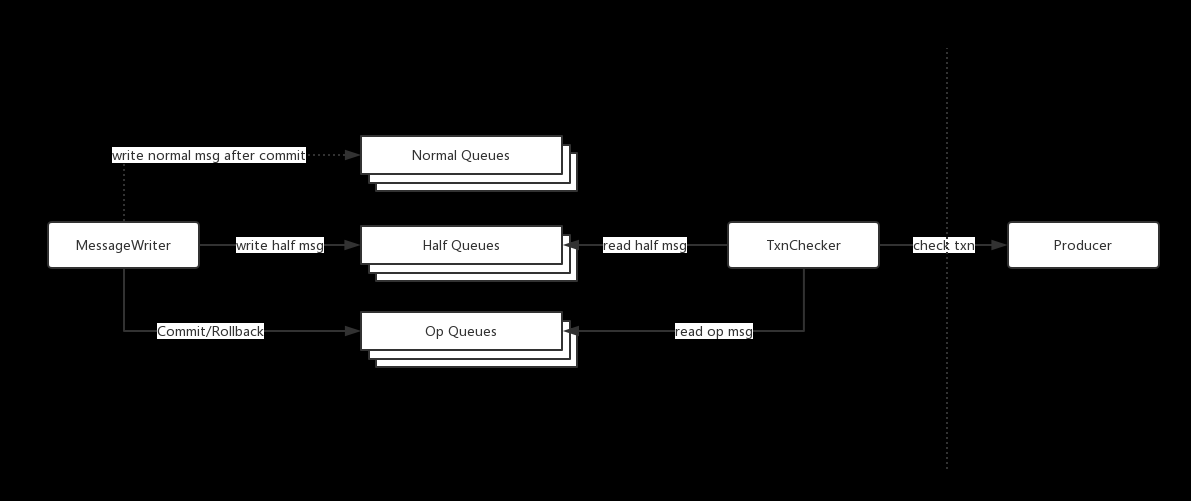 write normal msg after commit
Normal Queues
MessageWriter
write half msg
Half Queues
read half msg
TxnChecker
check txn
Producer
Commit/Rollback
Op Queues
read op msg